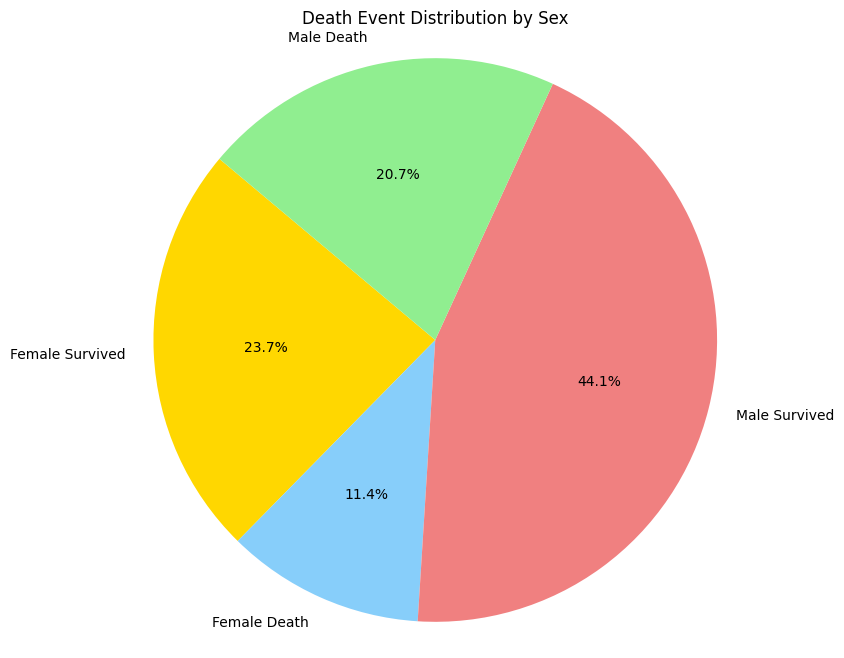 Death Event Distribution by Sex
Male Death
20.7%
Female Survived
23.7%
44.1%
Male Survived
11.4%
Female Death